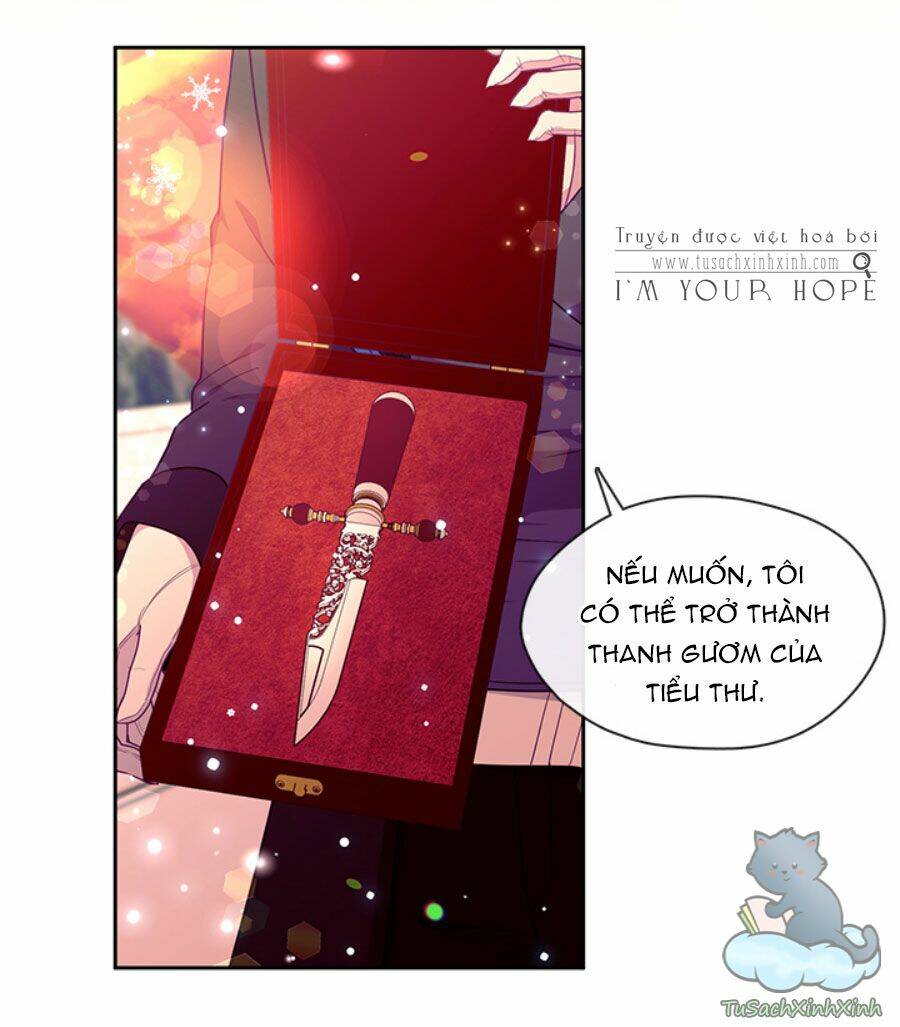 Truyện được việt hoá bởi
www.tusachxinhxinh.com
I'M YOUR HOPE
NẾU MUỐN, TÔI
CÓ THỂ TRỞ THÀNH
THANH GƯƠM CỦA
TIỂU THƯ.
TuSachXinhXinh